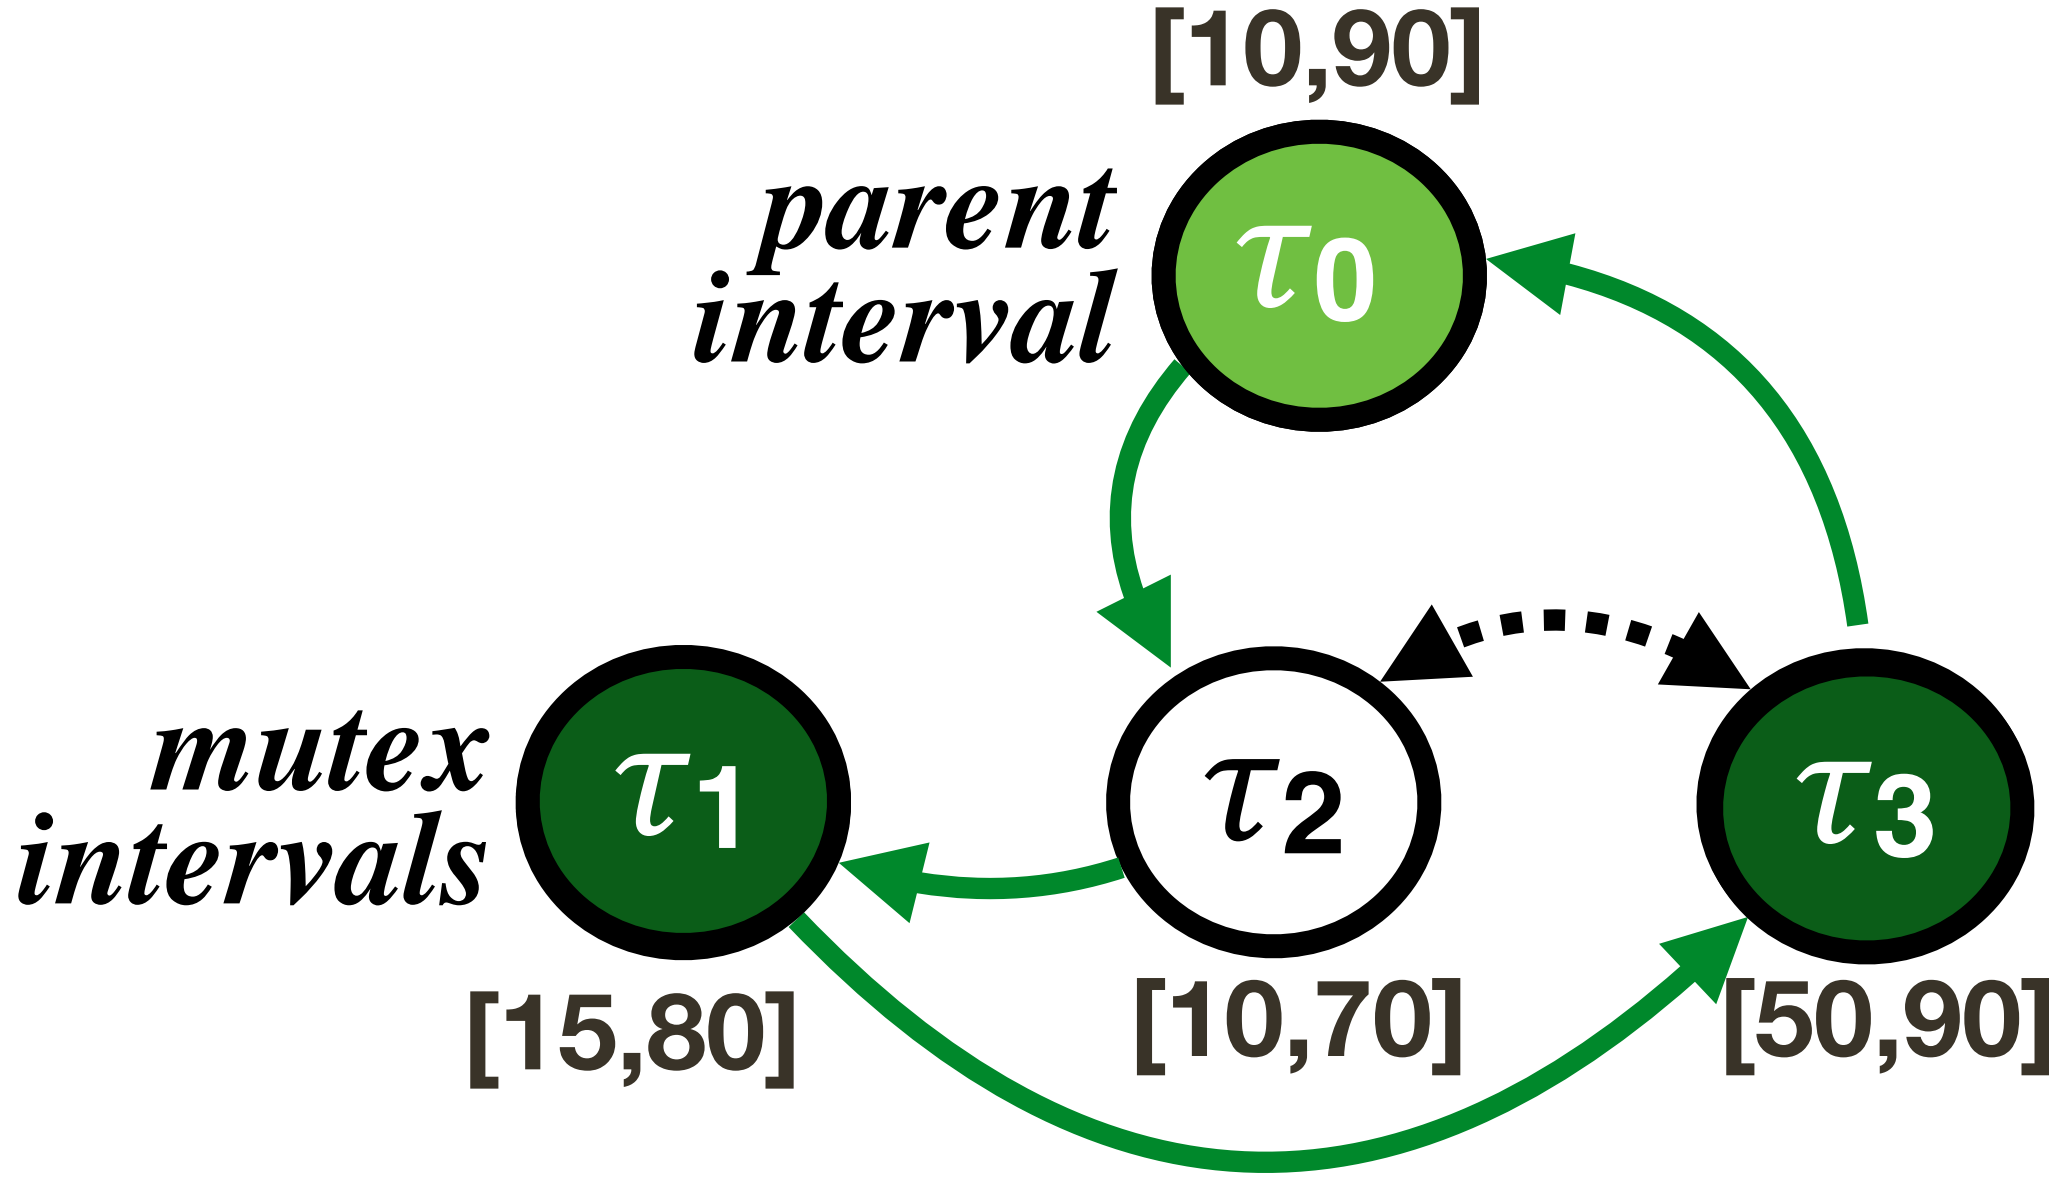 [10,90]
parent
interval
τ0
mutex
intervals
τ1
τ2
τ3
[15,80]
[10,70]
[50,90]